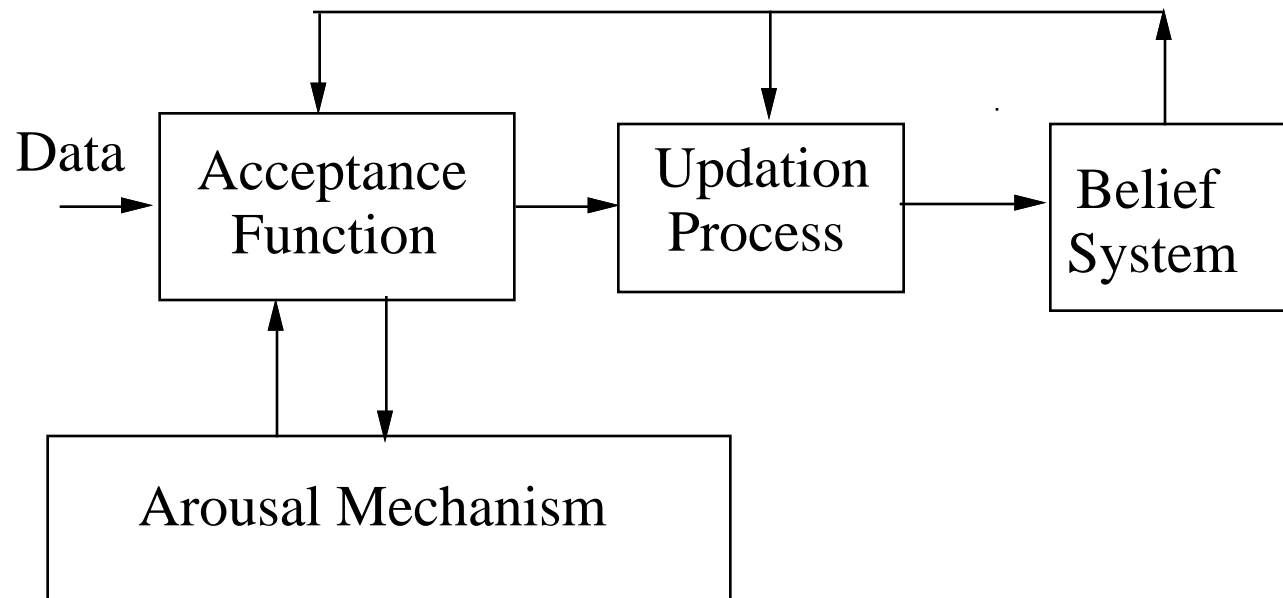 Data
Acceptance
Function
Updation
Process
Belief
System
Arousal Mechanism